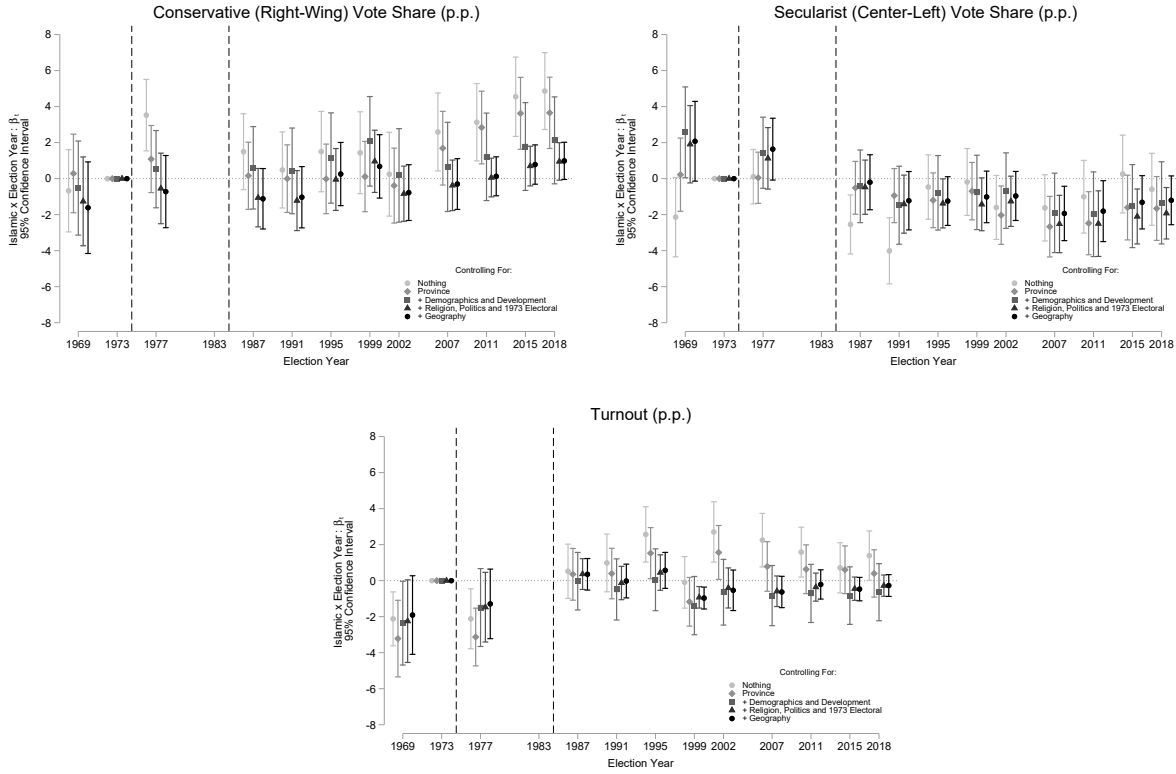 Conservative (Right-Wing) Vote Share (p.p.)
8
6
4
2
0
-2
-4
-6
-8
Islamic x Election Year : βt
95% Confidence Interval
Controlling For:
Nothing
Province
+ Demographics and Development
+ Religion, Politics and 1973 Electoral
+ Geography
1969 1973 1977 1983 1987 1991 1995 1999 2002 2007 2011 2015 2018
Election Year
Secularist (Center-Left) Vote Share (p.p.)
8
6
4
2
0
-2
-4
-6
-8
Islamic x Election Year : βt
95% Confidence Interval
Controlling For:
Nothing
Province
+ Demographics and Development
+ Religion, Politics and 1973 Electoral
+ Geography
1969 1973 1977 1983 1987 1991 1995 1999 2002 2007 2011 2015 2018
Election Year
Turnout (p.p.)
8
6
4
2
0
-2
-4
-6
-8
Islamic x Election Year : βt
95% Confidence Interval
Controlling For:
Nothing
Province
+ Demographics and Development
+ Religion, Politics and 1973 Electoral
+ Geography
1969 1973 1977 1983 1987 1991 1995 1999 2002 2007 2011 2015 2018
Election Year